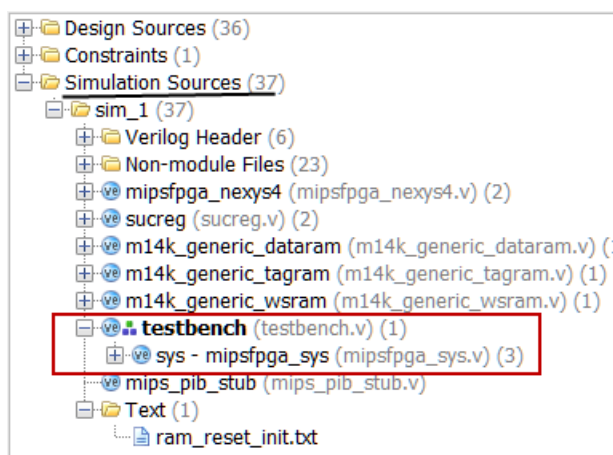 Design Sources (36)
Constraints (1)
Simulation Sources (37)
sim_1 (37)
Verilog Header (6)
Non-module Files (23)
mipsfpga_nexys4 (mipsfpga_nexys4.v) (2)
sucreg (sucreg.v) (2)
m14k_generic_dataram (m14k_generic_dataram.v) (
m14k_generic_tagram (m14k_generic_tagram.v) (1)
m14k_generic_wsram (m14k_generic_wsram.v) (1)
testbench (testbench.v) (1)
sys - mipsfpga_sys (mipsfpga_sys.v) (3)
mips_pib_stub (mips_pib_stub.v)
Text (1)
ram_reset_init.txt